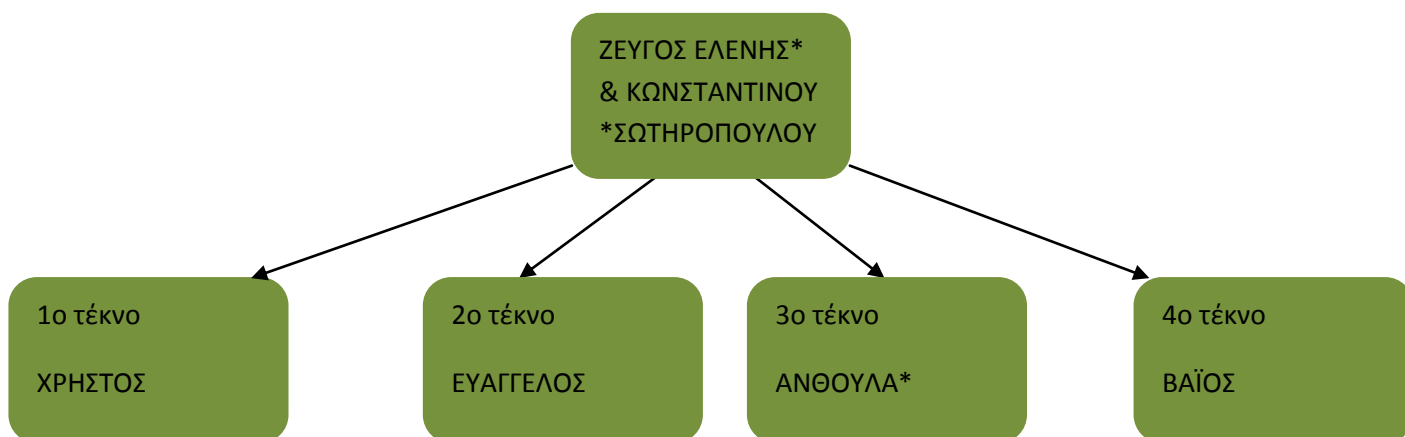 ΖΕΥΓΟΣ ΕΛΕΝΗΣ*
& ΚΩΝΣΤΑΝΤΙΝΟΥ
*ΣΩΤΗΡΟΠΟΥΛΟΥ
1ο τέκνο
ΧΡΗΣΤΟΣ
2ο τέκνο
ΕΥΑΓΓΕΛΟΣ
3ο τέκνο
ΑΝΘΟΥΛΑ*
4ο τέκνο
ΒΑΪΟΣ